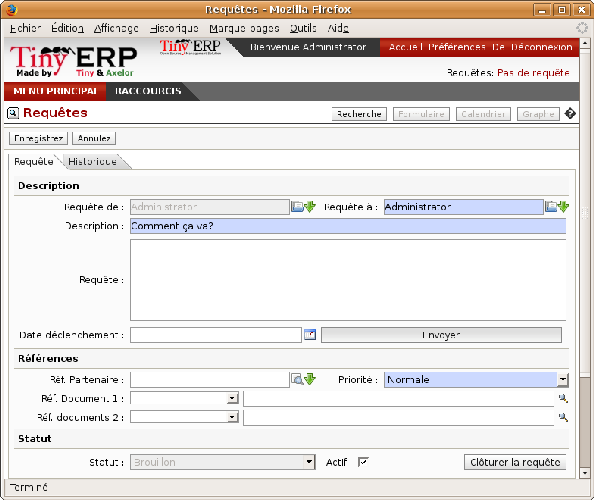 Requêtes - Mozilla Firefox
Fichier Édition Affichage Historique Marque-pages Outils Aide
Tiny ERP
Made by Tiny & Axelor
Tiny ERP
Bienvenue Administrator
Accueil Préférences De Déconnexion
Requêtes: Pas de requête
MENU PRINCIPAL RACCOURCIS
Requêtes
Recherche Formulaire Calendrier Graphe
Enregistrez Annulez
Requête Historique
Description
Requête de : Administrator Requête à : Administrator
Description : Comment ça va?
Requête :
Date déclenchement : Envoyer
Références
Réf. Partenaire : Priorité : Normale
Réf. Document 1 :
Réf. documents 2 :
Statut
Statut : Brouillon Actif Clôturer la requête
Terminé